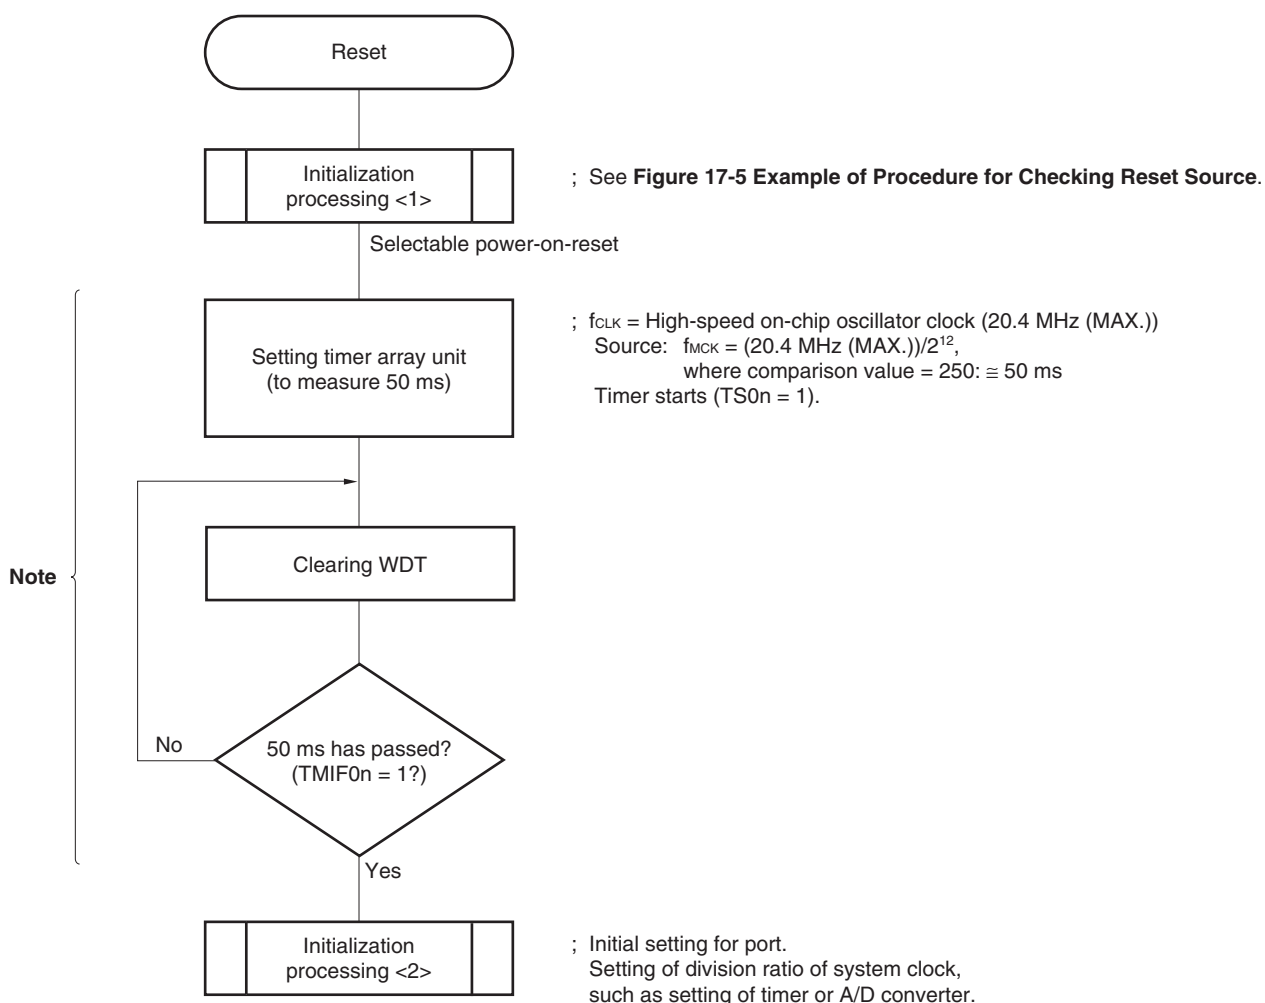 Reset
Initialization
processing <1>
; See Figure 17-5 Example of Procedure for Checking Reset Source.
Selectable power-on-reset
Setting timer array unit
(to measure 50 ms)
; fCLK = High-speed on-chip oscillator clock (20.4 MHz (MAX.))
Source: fMCK = (20.4 MHz (MAX.))/2¹²,
where comparison value = 250: ≅ 50 ms
Timer starts (TS0n = 1).
Note
Clearing WDT
No
50 ms has passed?
(TMIF0n = 1?)
Yes
Initialization
processing <2>
; Initial setting for port.
Setting of division ratio of system clock,
such as setting of timer or A/D converter.